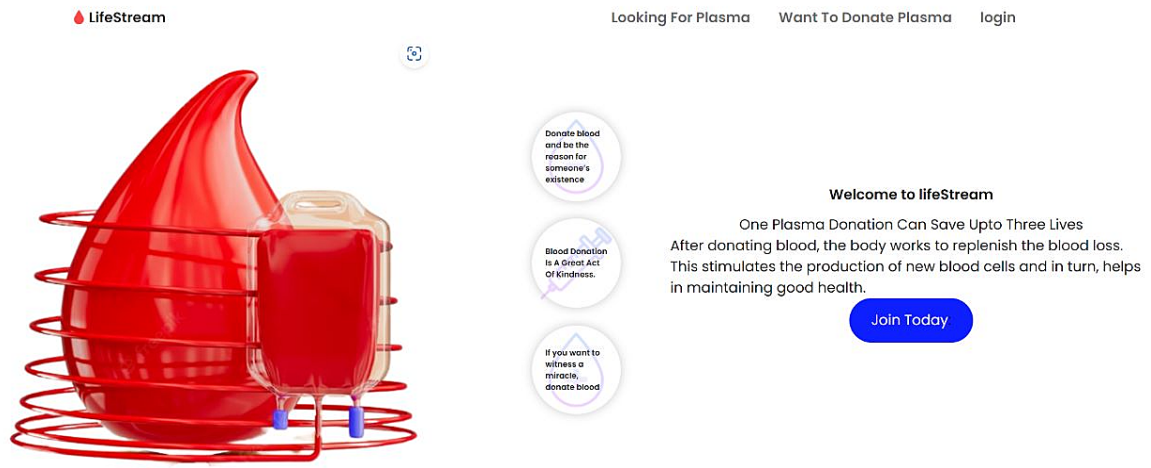 LifeStream
Looking For Plasma
Want To Donate Plasma
login
Donate blood
and be the
reason for
someone's
existence
Blood Donation
Is A Great Act
Of Kindness.
If you want to
witness a
miracle,
donate blood
Welcome to lifeStream
One Plasma Donation Can Save Upto Three Lives
After donating blood, the body works to replenish the blood loss.
This stimulates the production of new blood cells and in turn, helps
in maintaining good health.
Join Today